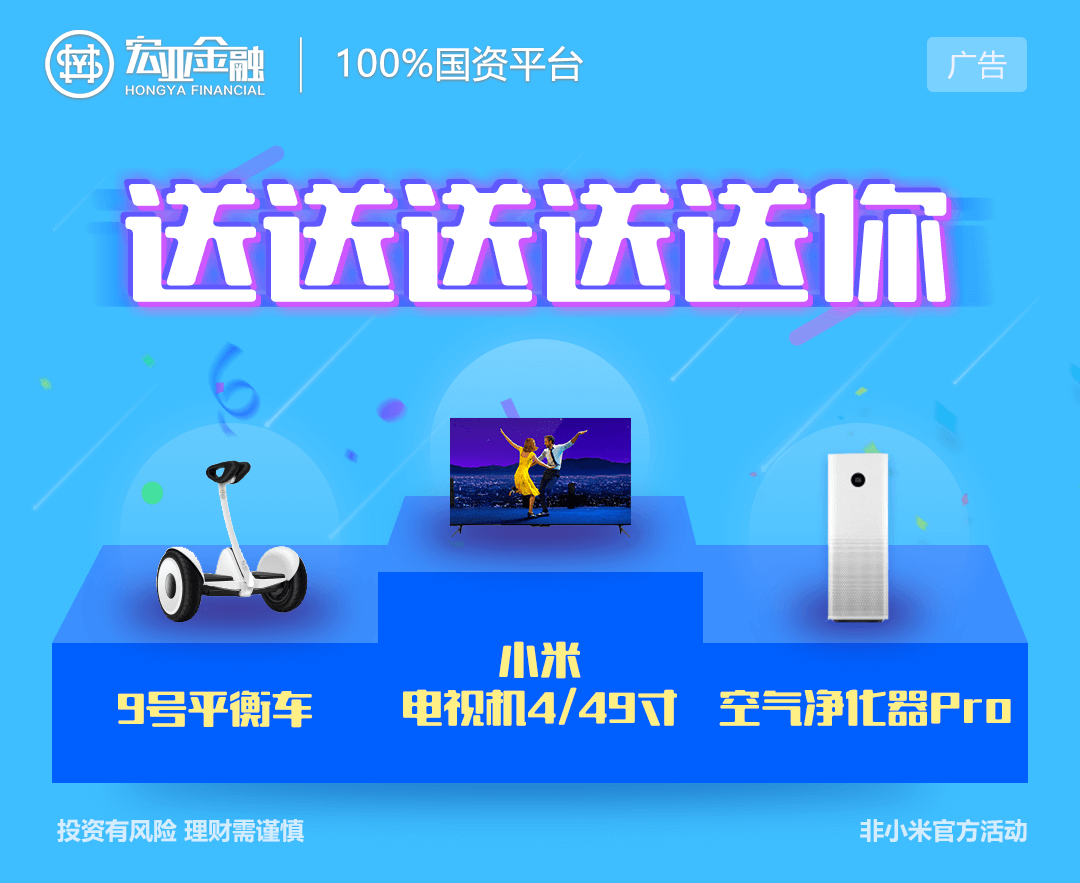 宏亚金融
HONGYA FINANCIAL
100%国资平台
广告
送送送送送你
9号平衡车
小米
电视机4/49寸
空气净化器Pro
投资有风险 理财需谨慎
非小米官方活动